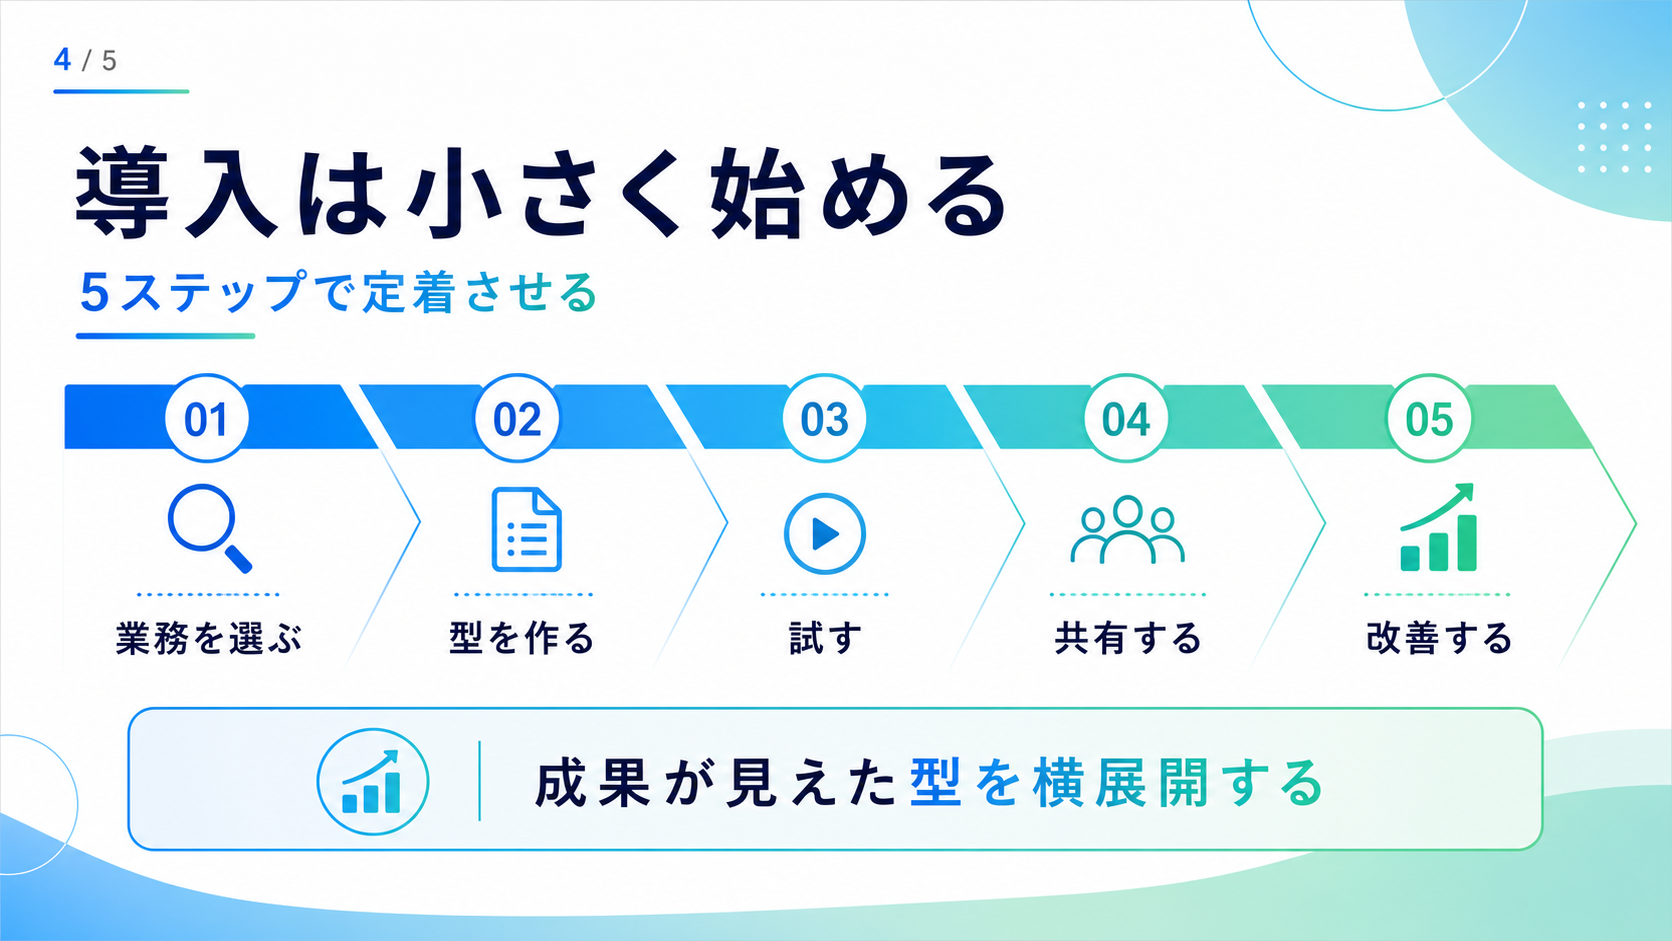 4 / 5
導入は小さく始める
5ステップで定着させる
01
02
03
04
05
業務を選ぶ
型を作る
試す
共有する
改善する
成果が見えた型を横展開する